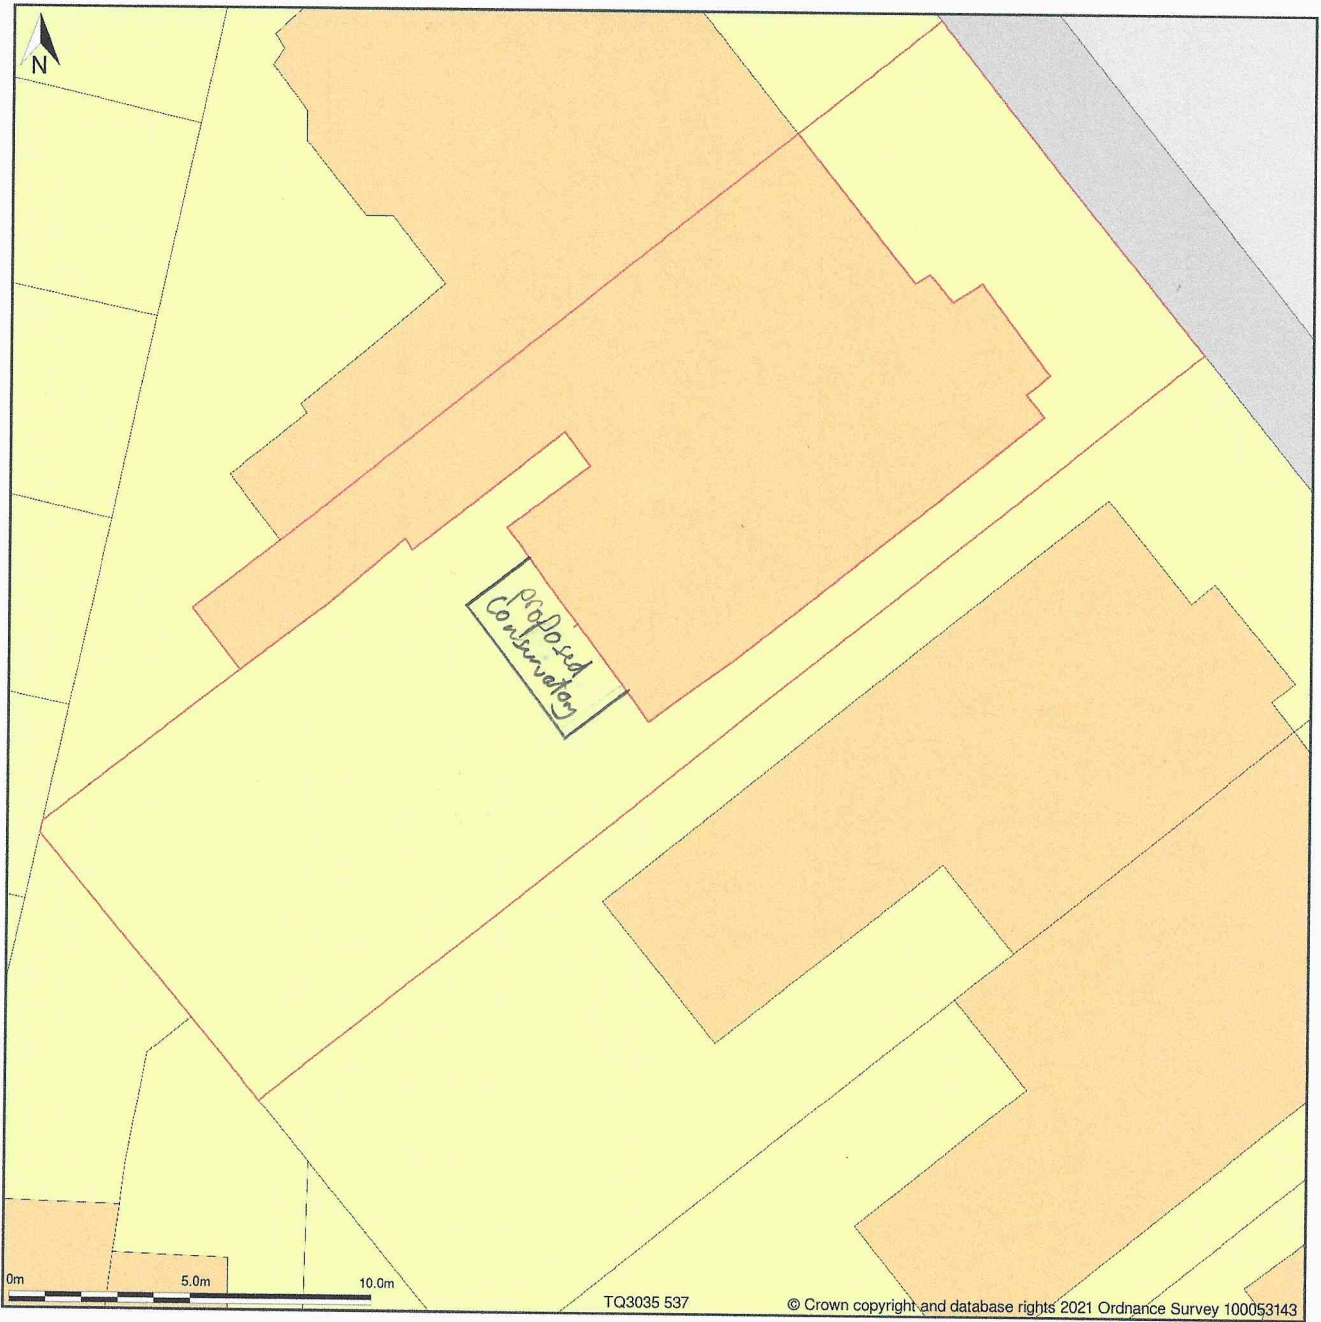 N
proposed
conservatory
0m 5.0m 10.0m
TQ3035 537
© Crown copyright and database rights 2021 Ordnance Survey 100053143